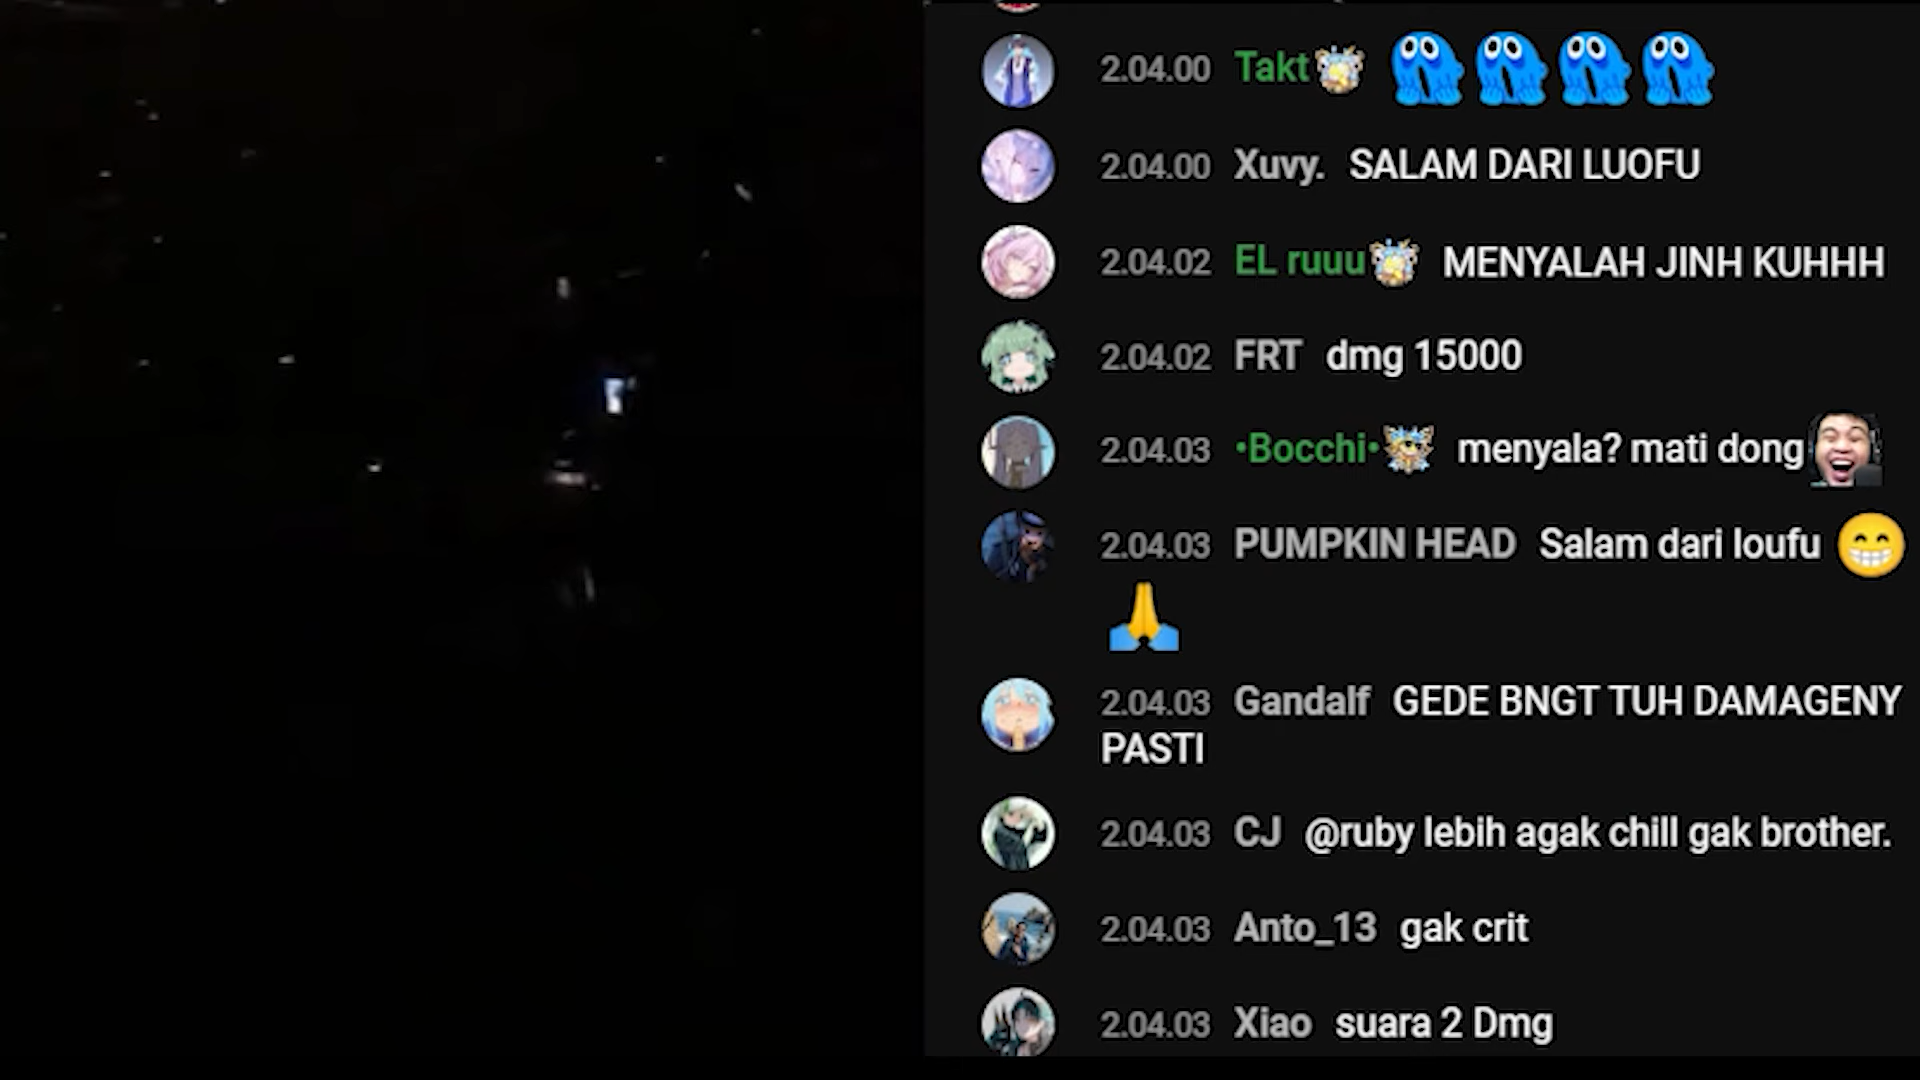 2.04.00 Takt
2.04.00 Xuvy. SALAM DARI LUOFU
2.04.02 EL ruuu MENYALAH JINH KUHHH
2.04.02 FRT dmg 15000
2.04.03 •Bocchi• menyala? mati dong
2.04.03 PUMPKIN HEAD Salam dari loufu 😁
🙏
2.04.03 Gandalf GEDE BNGT TUH DAMAGENY
PASTI
2.04.03 CJ @ruby lebih agak chill gak brother.
2.04.03 Anto_13 gak crit
2.04.03 Xiao suara 2 Dmg